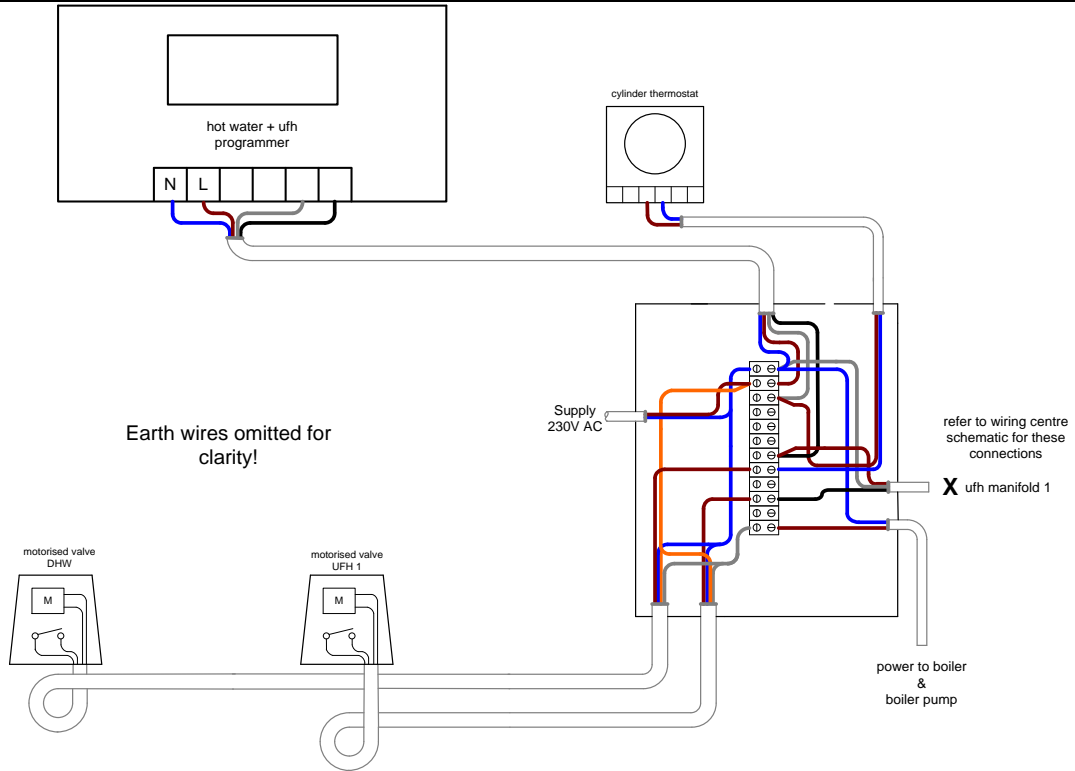 hot water + ufh
programmer
N L
cylinder thermostat
Supply
230V AC
Earth wires omitted for
clarity!
refer to wiring centre
schematic for these
connections
X ufh manifold 1
motorised valve
DHW
M
motorised valve
UFH 1
M
power to boiler
&
boiler pump